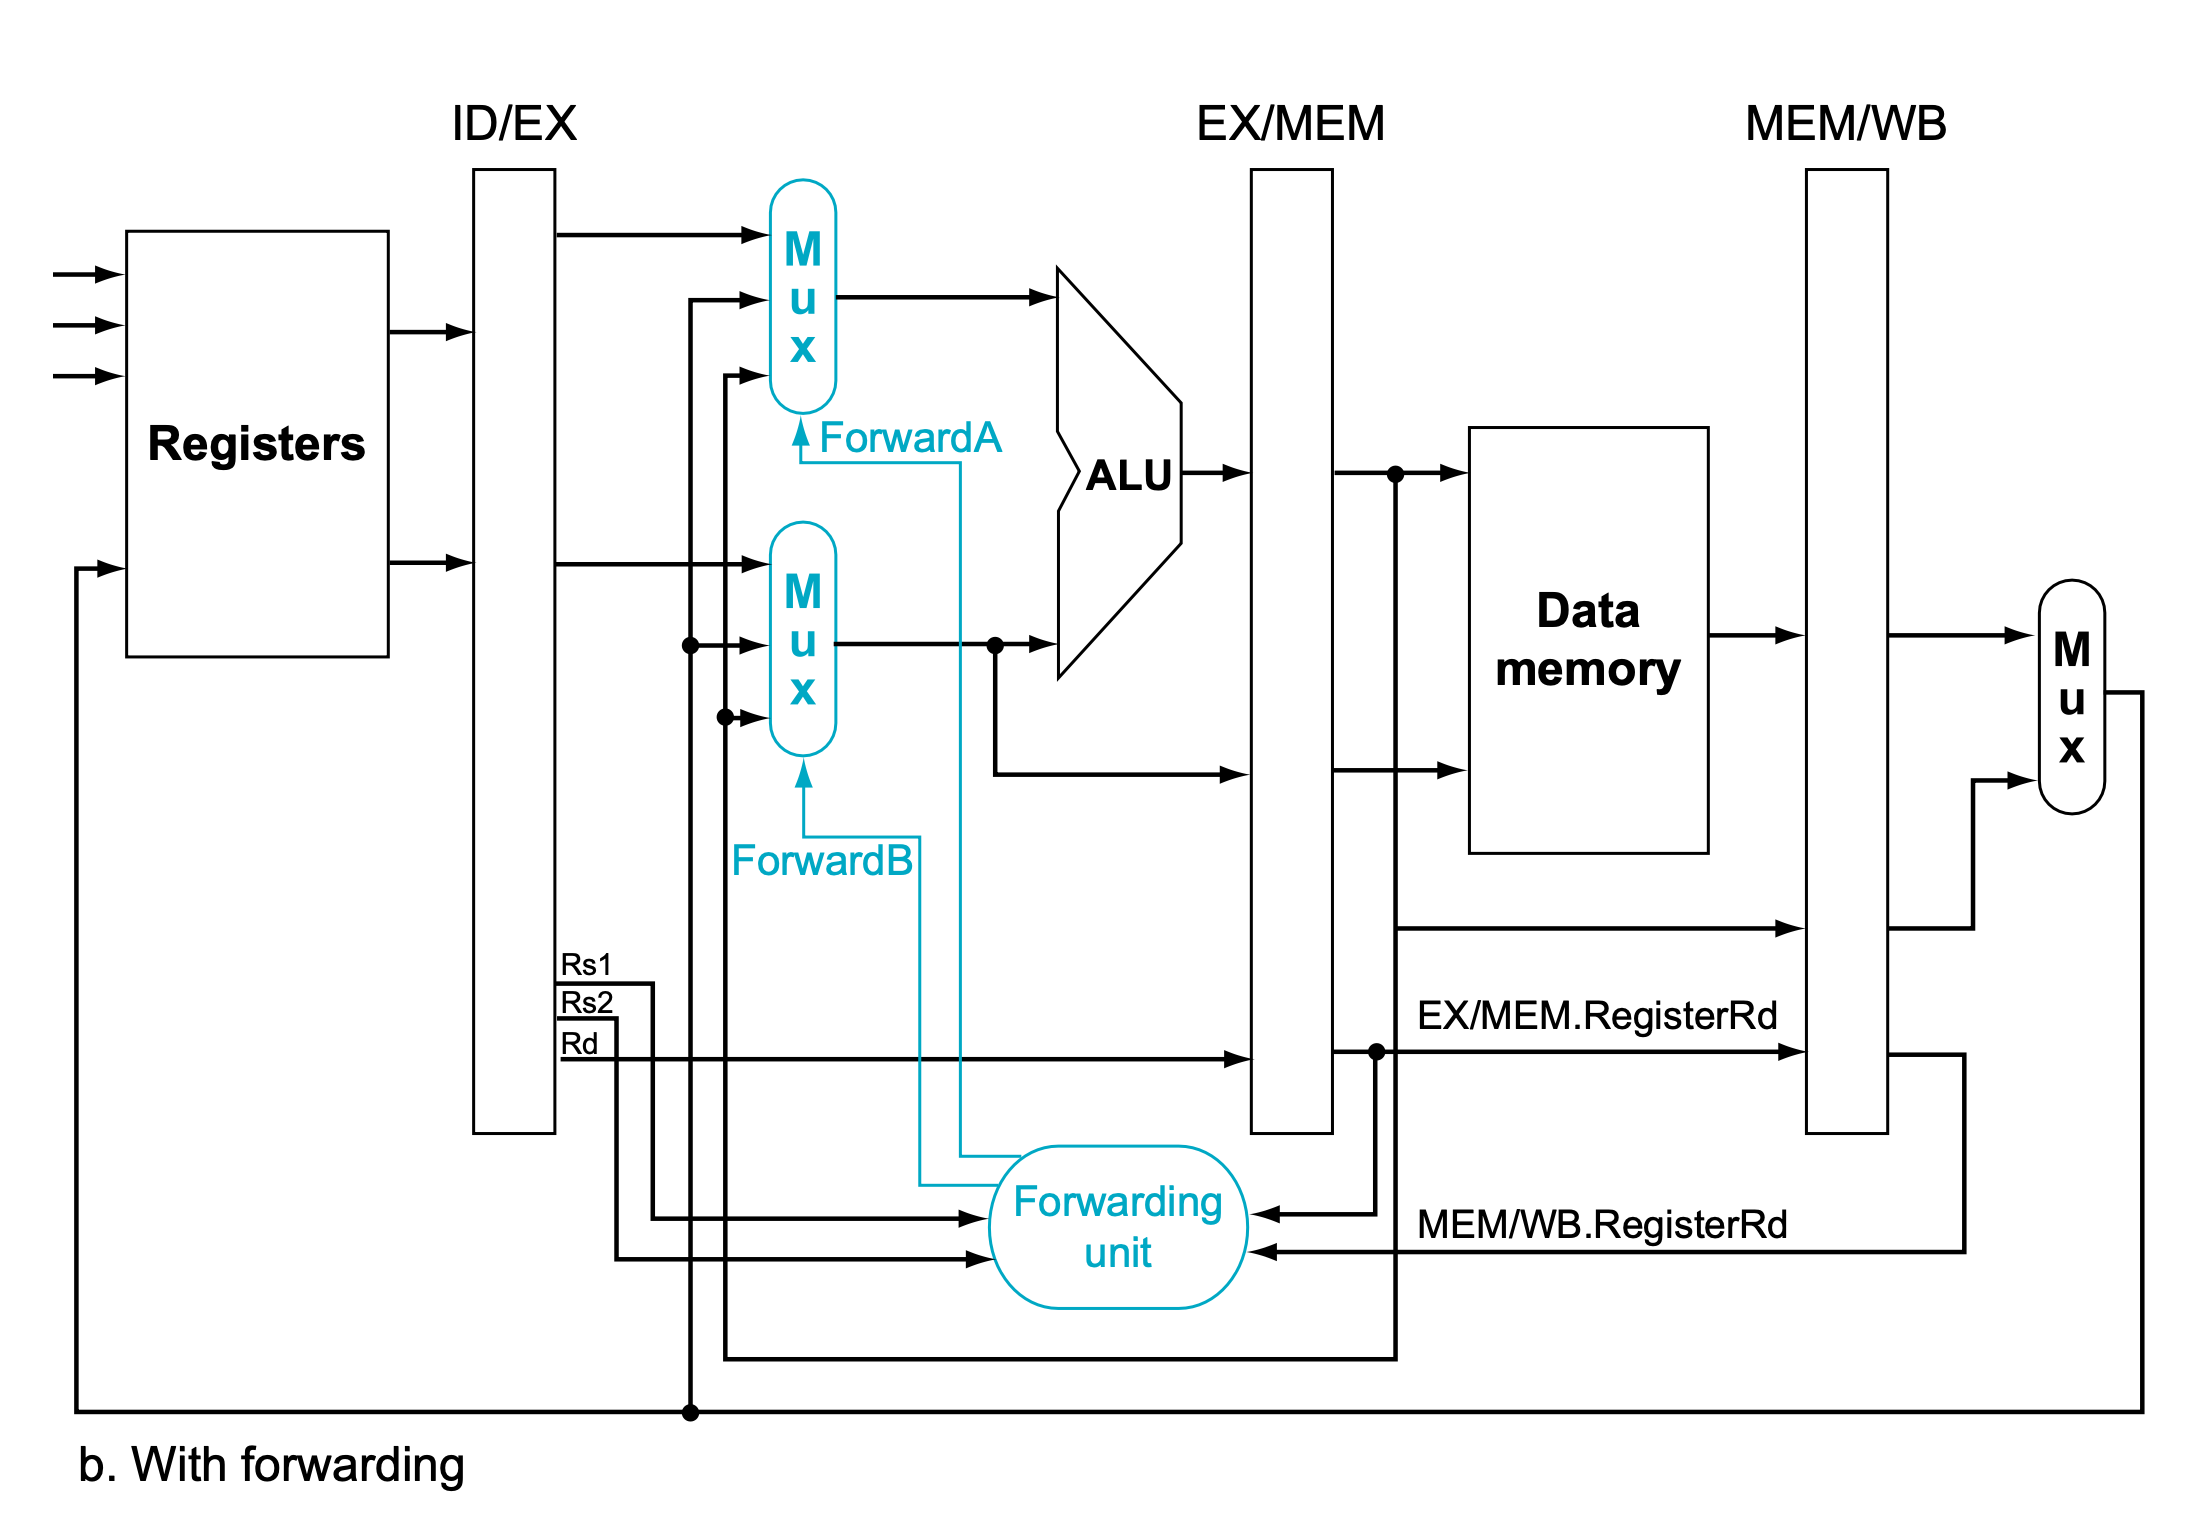 ID/EX
EX/MEM
MEM/WB
M
u
x
Registers
ForwardA
ALU
M
u
x
Data
memory
M
u
x
ForwardB
Rs1
Rs2
Rd
EX/MEM.RegisterRd
Forwarding
unit
MEM/WB.RegisterRd
b. With forwarding